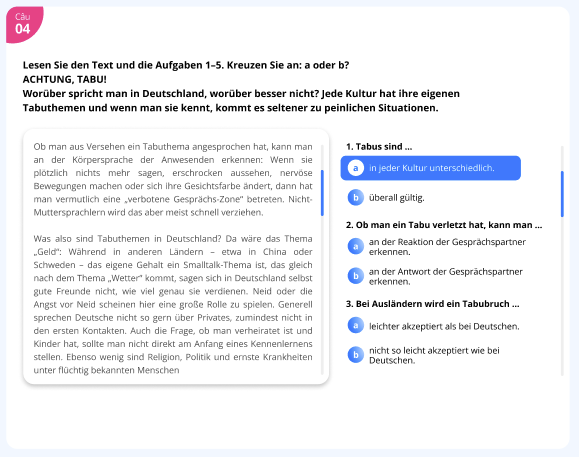 Câu
04
Lesen Sie den Text und die Aufgaben 1–5. Kreuzen Sie an: a oder b?
ACHTUNG, TABU!
Worüber spricht man in Deutschland, worüber besser nicht? Jede Kultur hat ihre eigenen
Tabuthemen und wenn man sie kennt, kommt es seltener zu peinlichen Situationen.
Ob man aus Versehen ein Tabuthema angesprochen hat, kann man
an der Körpersprache der Anwesenden erkennen: Wenn sie
plötzlich nichts mehr sagen, erschrocken aussehen, nervöse
Bewegungen machen oder sich ihre Gesichtsfarbe ändert, dann hat
man vermutlich eine „verbotene Gesprächs-Zone“ betreten. Nicht-
Muttersprachlern wird das aber meist schnell verziehen.
Was also sind Tabuthemen in Deutschland? Da wäre das Thema
„Geld“: Während in anderen Ländern – etwa in China oder
Schweden – das eigene Gehalt ein Smalltalk-Thema ist, das gleich
nach dem Thema „Wetter“ kommt, sagen sich in Deutschland selbst
gute Freunde nicht, wie viel genau sie verdienen. Neid oder die
Angst vor Neid scheinen hier eine große Rolle zu spielen. Generell
sprechen Deutsche nicht so gern über Privates, zumindest nicht in
den ersten Kontakten. Auch die Frage, ob man verheiratet ist und
Kinder hat, sollte man nicht direkt am Anfang eines Kennenlernens
stellen. Ebenso wenig sind Religion, Politik und ernste Krankheiten
unter flüchtig bekannten Menschen
1. Tabus sind ...
a in jeder Kultur unterschiedlich.
b überall gültig.
2. Ob man ein Tabu verletzt hat, kann man ...
a an der Reaktion der Gesprächspartner
erkennen.
b an der Antwort der Gesprächspartner
erkennen.
3. Bei Ausländern wird ein Tabubruch ...
a leichter akzeptiert als bei Deutschen.
b nicht so leicht akzeptiert wie bei
Deutschen.